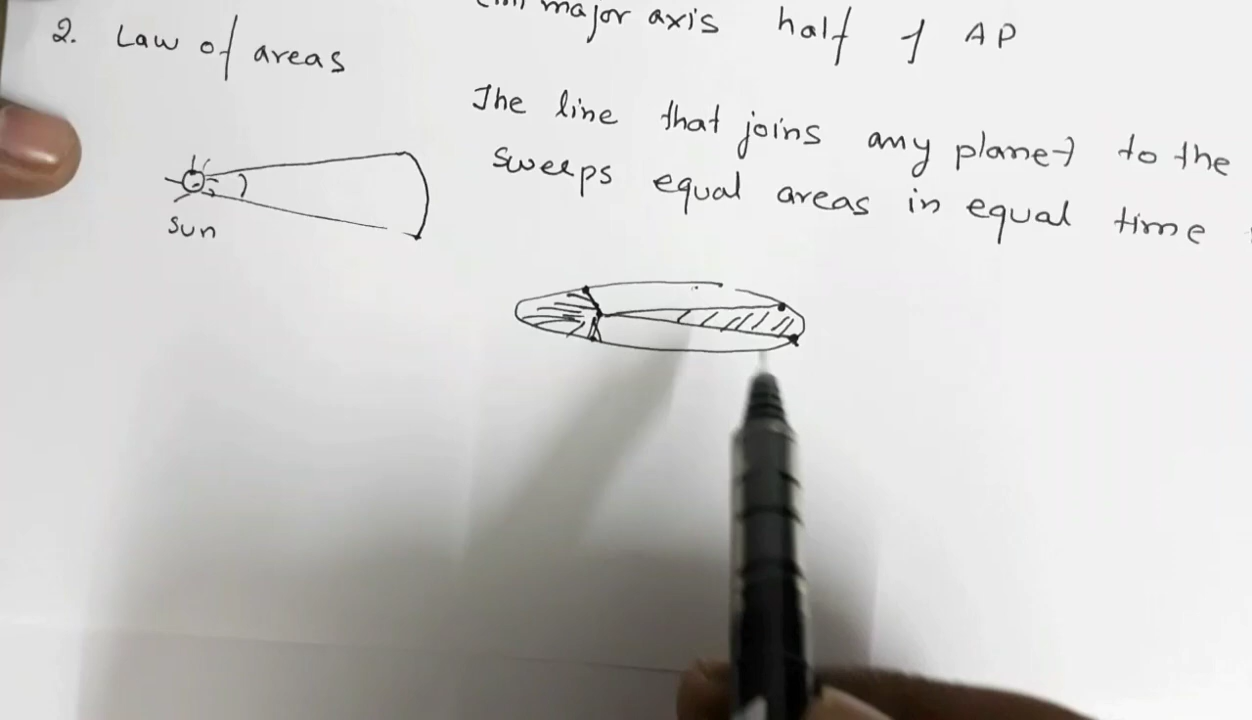 major axis half of AP
2. Law of areas
The line that joins any planet to the
sweeps equal areas in equal time
Sun